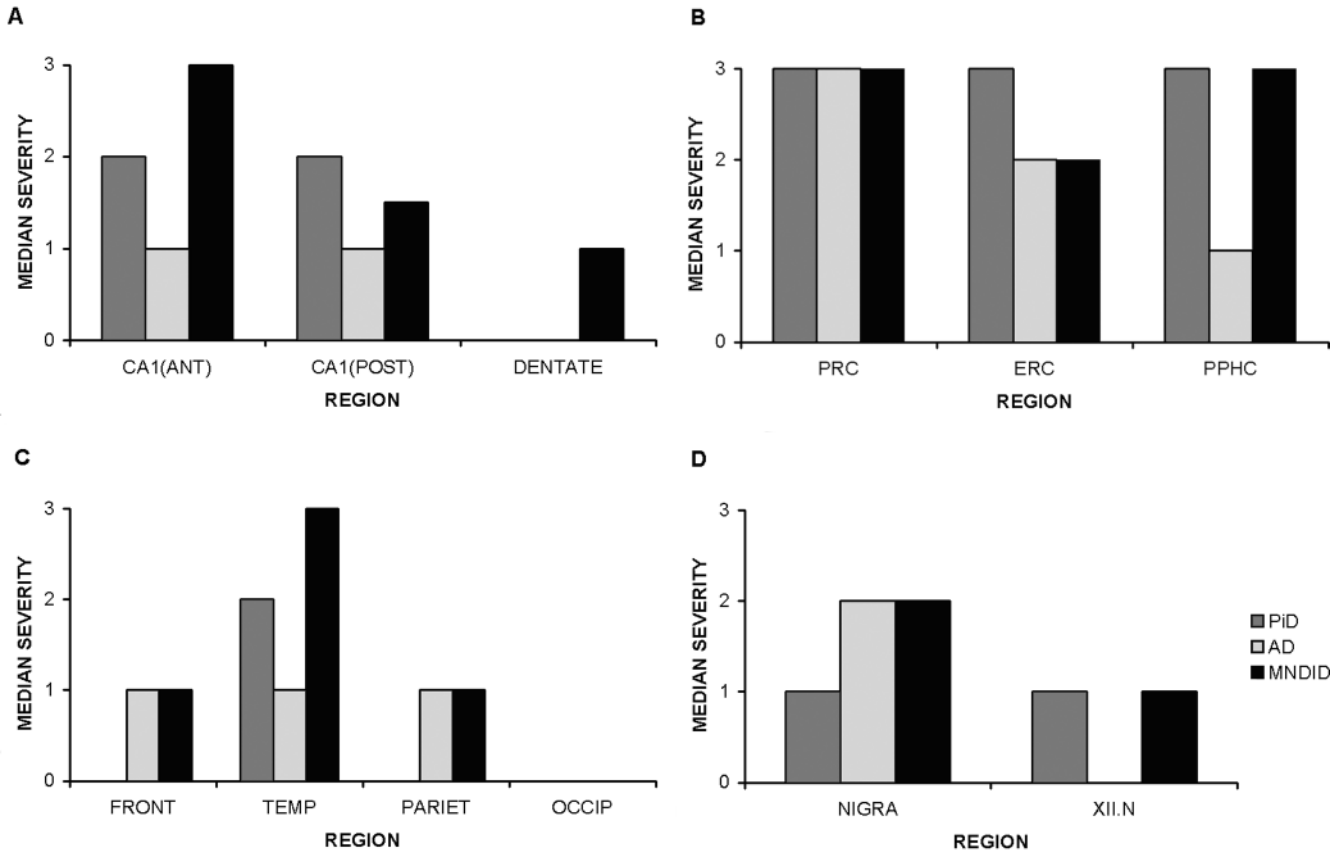 A
MEDIAN SEVERITY
3
2
1
0
CA1(ANT) CA1(POST) DENTATE
REGION
B
MEDIAN SEVERITY
3
2
1
0
PRC ERC PPHC
REGION
C
MEDIAN SEVERITY
3
2
1
0
FRONT TEMP PARIET OCCIP
REGION
D
MEDIAN SEVERITY
3
2
1
0
NIGRA XII.N
REGION
PiD
AD
MNDID